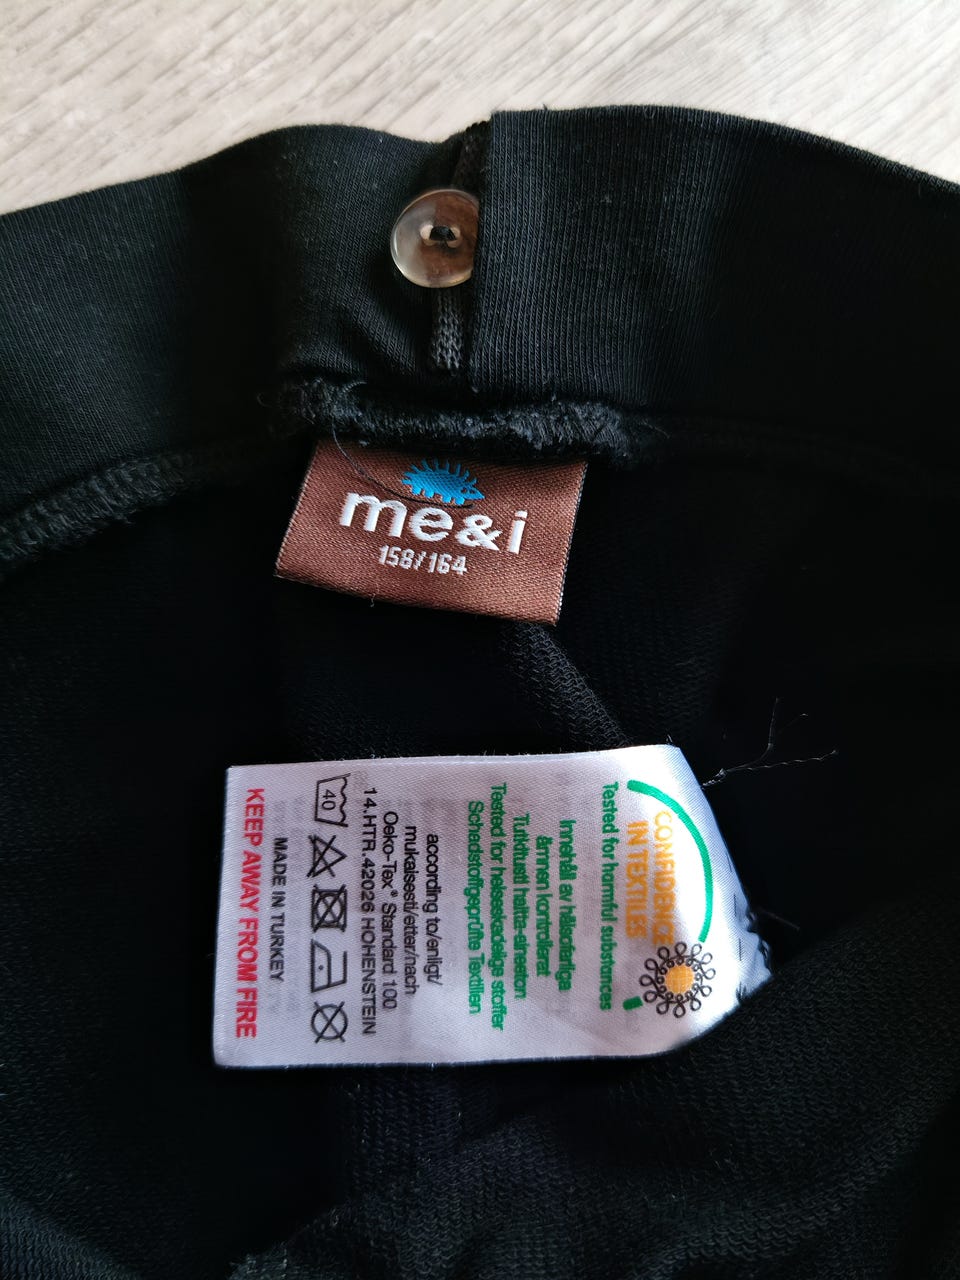 me&i
158/164
CONFIDENCE
IN TEXTILES
Tested for harmful substances
Innehåll av hälsofarliga
ämnen kontrollerat
Tutkitusti haitta-aineeton
Tested for helseskadelige stoffer
Schadstoffgeprüfte Textilien
according to/enligt/
mukaisesti/etter/nach
Oeko-Tex® Standard 100
14.HTR.42026 HOHENSTEIN
40
MADE IN TURKEY
KEEP AWAY FROM FIRE